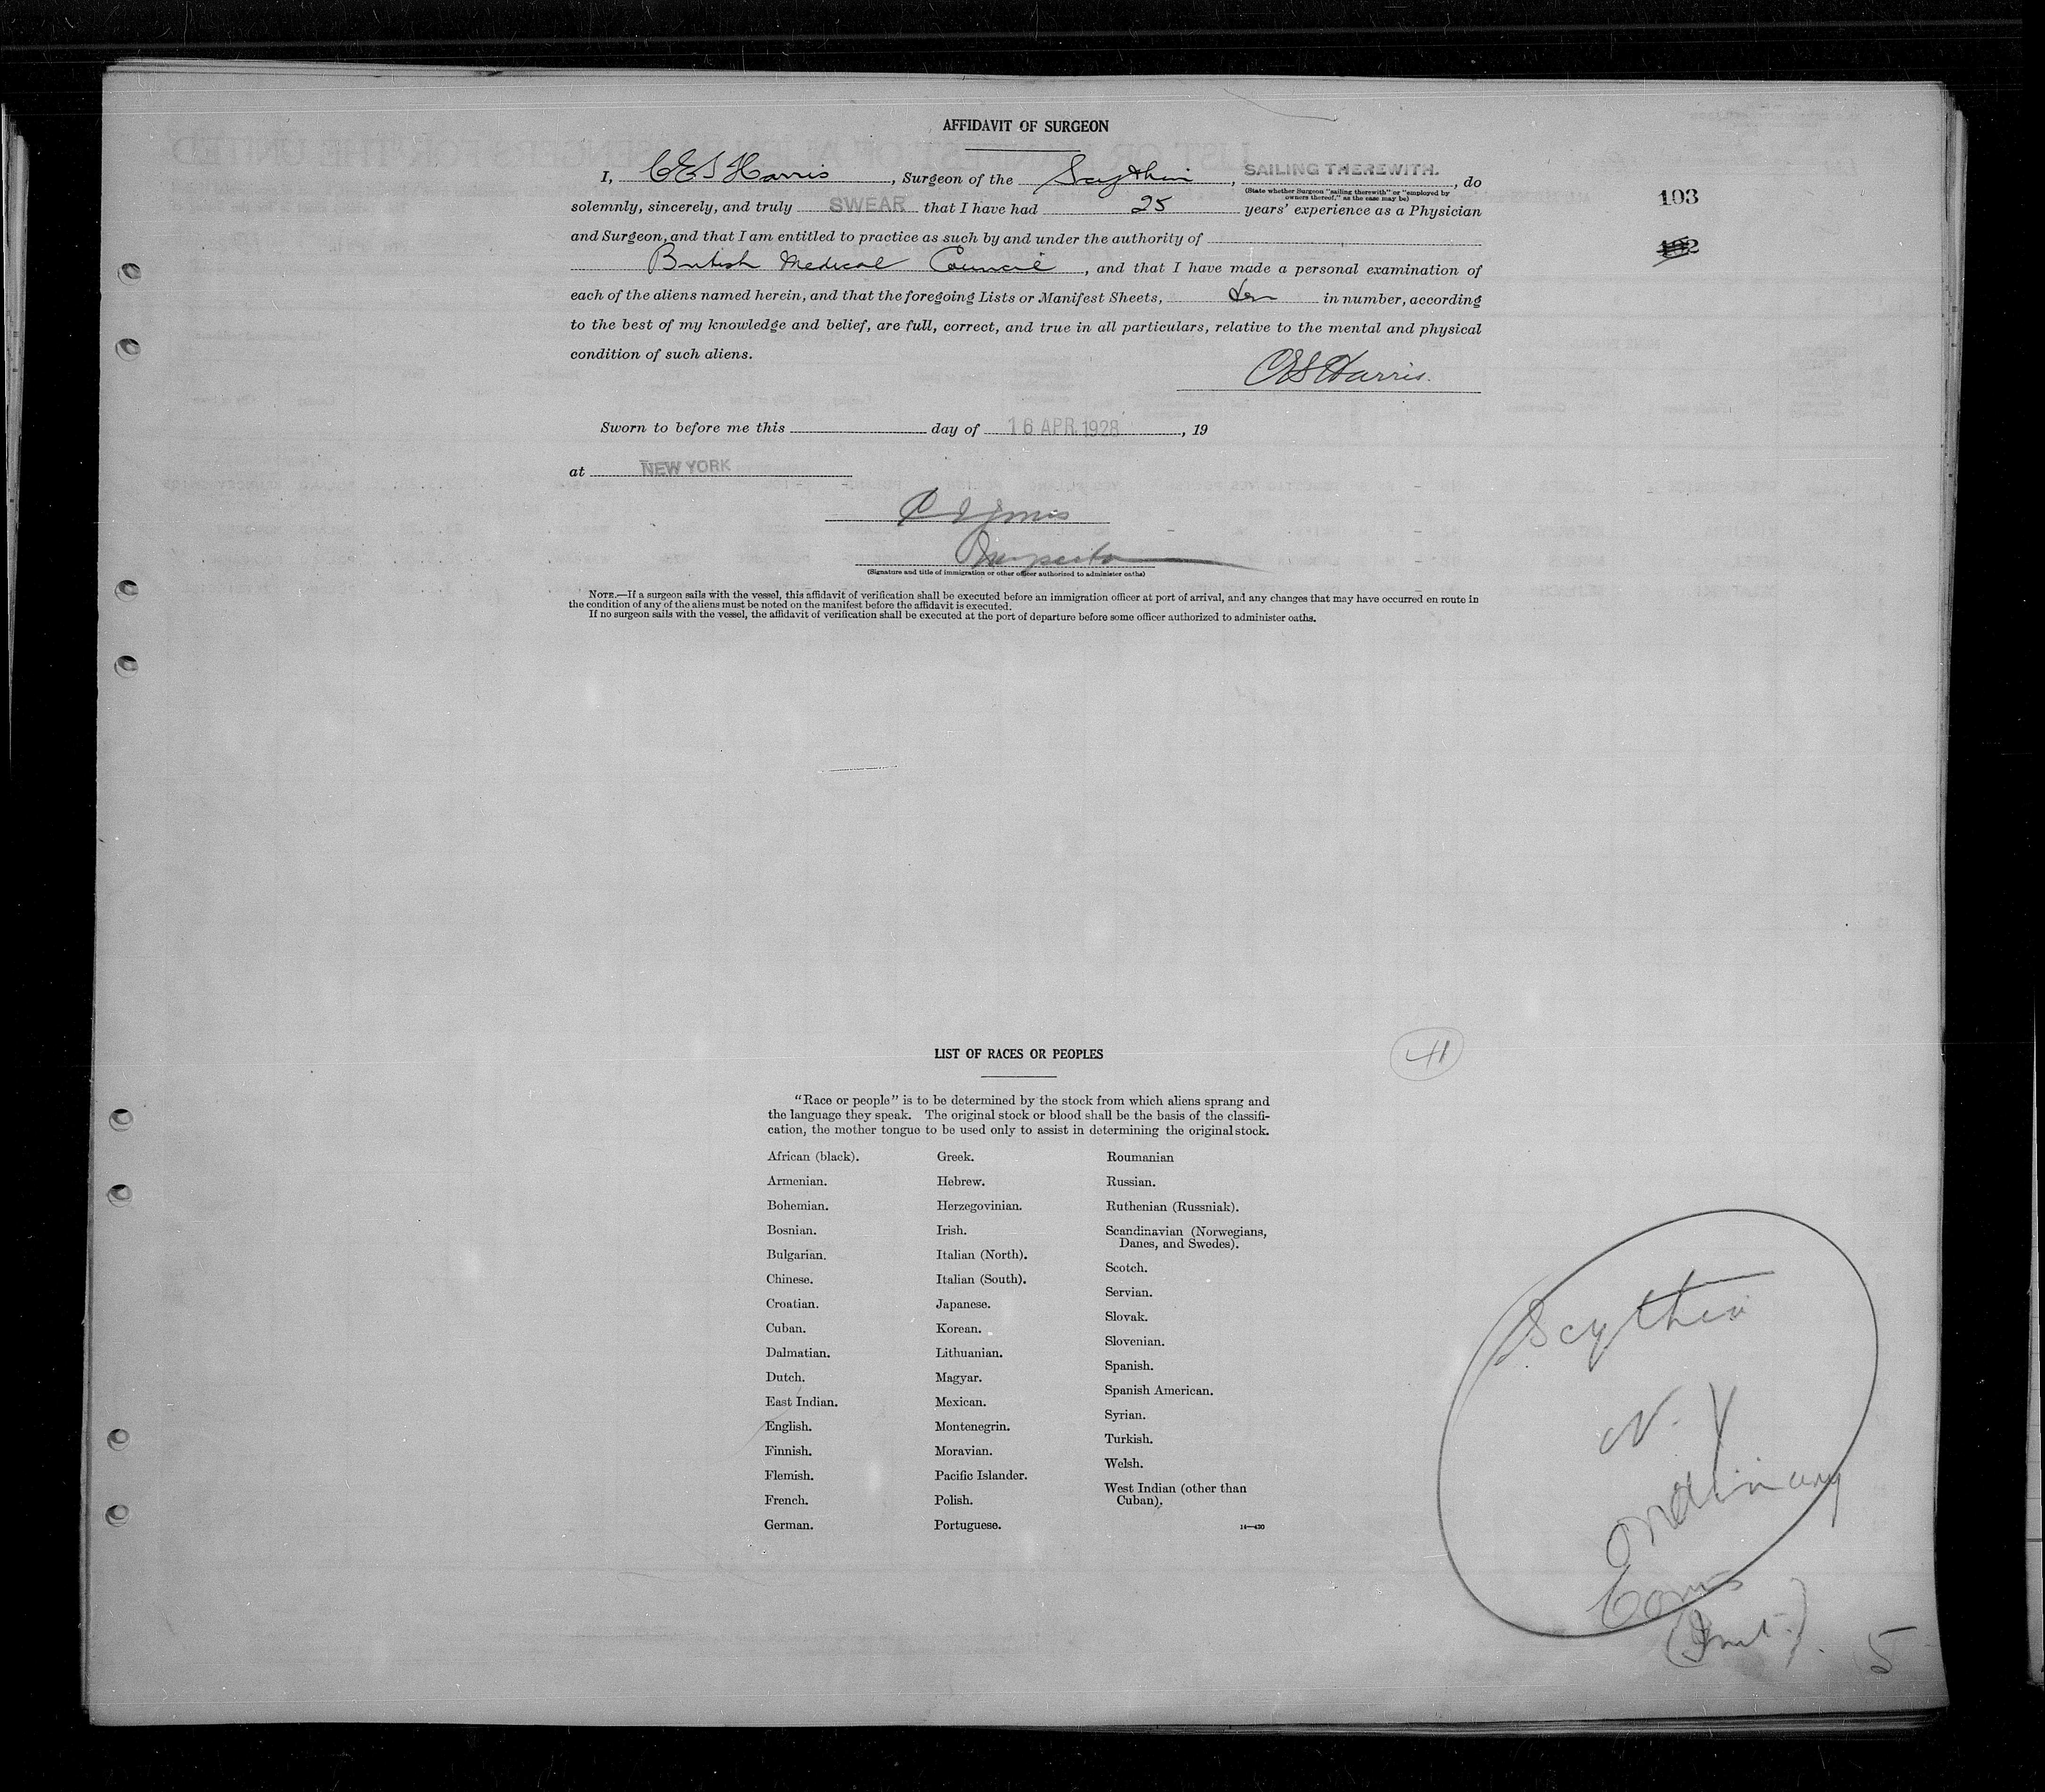 AFFIDAVIT OF SURGEON
I, C E S Harris, Surgeon of the Scythia, SAILING THEREWITH., do
(State whether Surgeon "sailing therewith" or "employed by
owners thereof," as the case may be)
103
solemnly, sincerely, and truly SWEAR that I have had 25 years' experience as a Physician
and Surgeon, and that I am entitled to practice as such by and under the authority of
102
British Medical Council, and that I have made a personal examination of
each of the aliens named herein, and that the foregoing Lists or Manifest Sheets, ten in number, according
to the best of my knowledge and belief, are full, correct, and true in all particulars, relative to the mental and physical
condition of such aliens.
C E S Harris.
Sworn to before me this day of 16 APR. 1928, 19
at NEW YORK
Inspector
(Signature and title of immigration or other officer authorized to administer oaths)
NOTE.—If a surgeon sails with the vessel, this affidavit of verification shall be executed before an immigration officer at port of arrival, and any changes that may have occurred en route in
the condition of any of the aliens must be noted on the manifest before the affidavit is executed.
If no surgeon sails with the vessel, the affidavit of verification shall be executed at the port of departure before some officer authorized to administer oaths.
LIST OF RACES OR PEOPLES
41
"Race or people" is to be determined by the stock from which aliens sprang and
the language they speak. The original stock or blood shall be the basis of the classifi-
cation, the mother tongue to be used only to assist in determining the original stock.
African (black).
Armenian.
Bohemian.
Bosnian.
Bulgarian.
Chinese.
Croatian.
Cuban.
Dalmatian.
Dutch.
East Indian.
English.
Finnish.
Flemish.
French.
German.
Greek.
Hebrew.
Herzegovinian.
Irish.
Italian (North).
Italian (South).
Japanese.
Korean.
Lithuanian.
Magyar.
Mexican.
Montenegrin.
Moravian.
Pacific Islander.
Polish.
Portuguese.
Roumanian
Russian.
Ruthenian (Russniak).
Scandinavian (Norwegians,
Danes, and Swedes).
Scotch.
Servian.
Slovak.
Slovenian.
Spanish.
Spanish American.
Syrian.
Turkish.
Welsh.
West Indian (other than
Cuban).
14—430
Scythia
N. Y
Ordinary
5